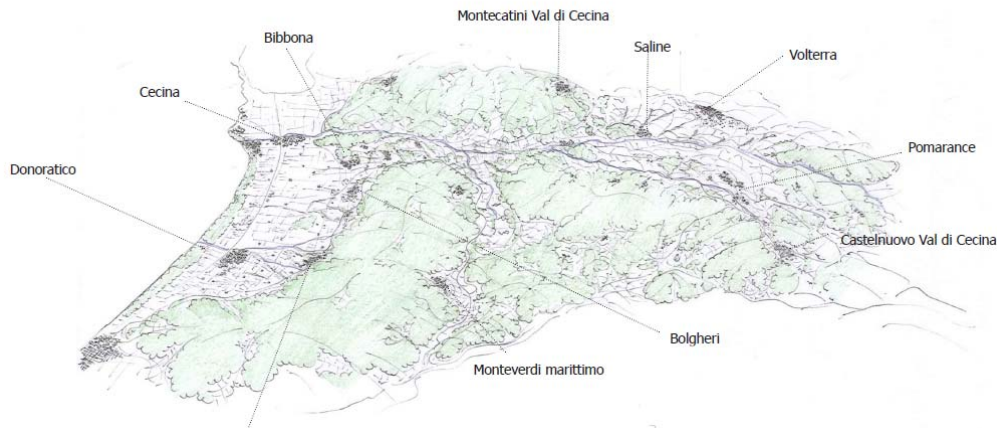 Montecatini Val di Cecina
Bibbona
Saline
Volterra
Cecina
Pomarance
Donoratico
Castelnuovo Val di Cecina
Bolgheri
Monteverdi marittimo